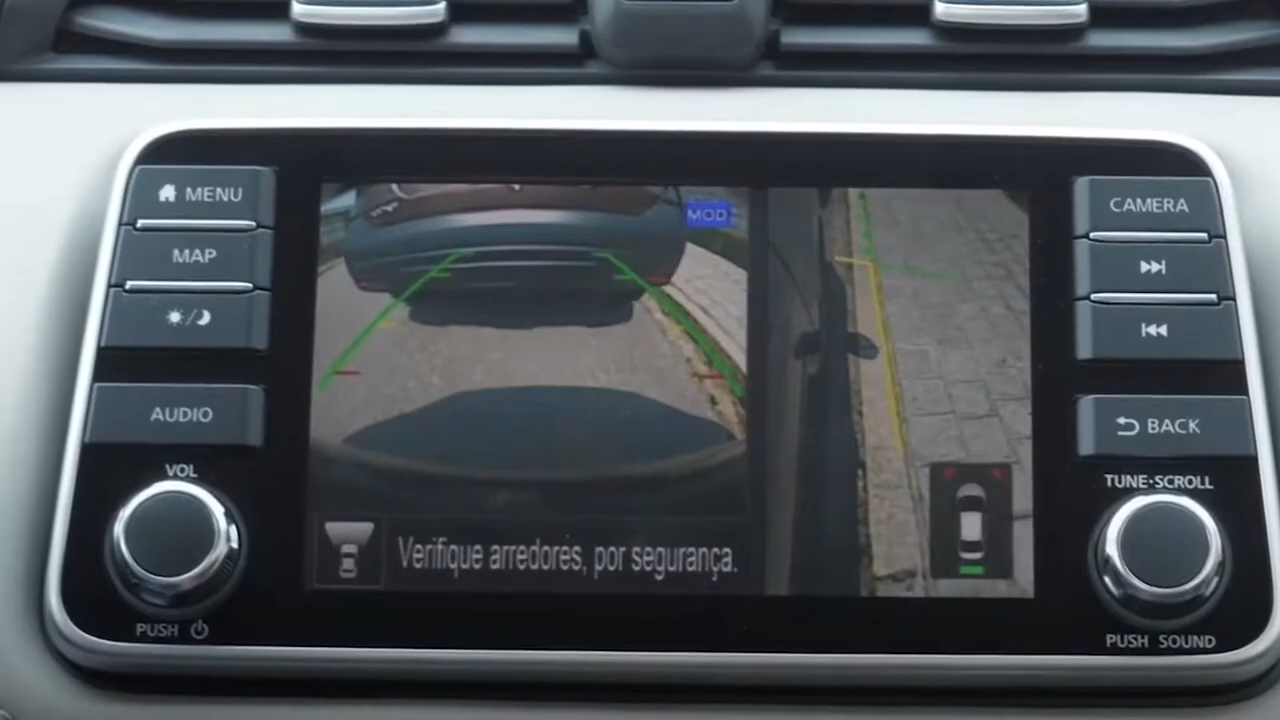 MENU
MAP
AUDIO
VOL
PUSH
MOD
Verifique arredores, por segurança.
CAMERA
BACK
TUNE·SCROLL
PUSH SOUND